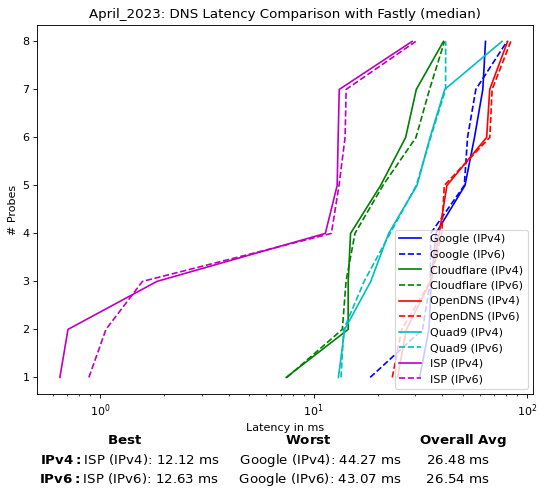 April_2023: DNS Latency Comparison with Fastly (median)
8
7
6
5
4
3
2
1
# Probes
Google (IPv4)
Google (IPv6)
Cloudflare (IPv4)
Cloudflare (IPv6)
OpenDNS (IPv4)
OpenDNS (IPv6)
Quad9 (IPv4)
Quad9 (IPv6)
ISP (IPv4)
ISP (IPv6)
10⁰ 10¹ 10²
Latency in ms
Best Worst Overall Avg
IPv4: ISP (IPv4): 12.12 ms Google (IPv4): 44.27 ms 26.48 ms
IPv6: ISP (IPv6): 12.63 ms Google (IPv6): 43.07 ms 26.54 ms